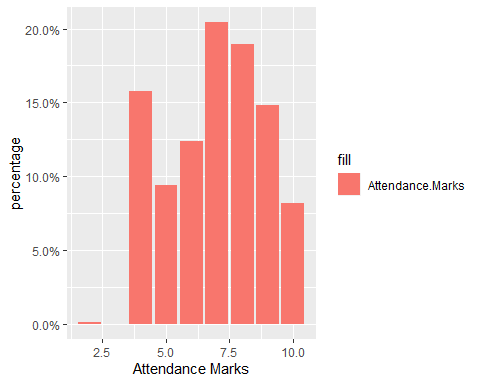 20.0%
15.0%
10.0%
5.0%
0.0%
percentage
2.5 5.0 7.5 10.0
Attendance Marks
fill
Attendance.Marks